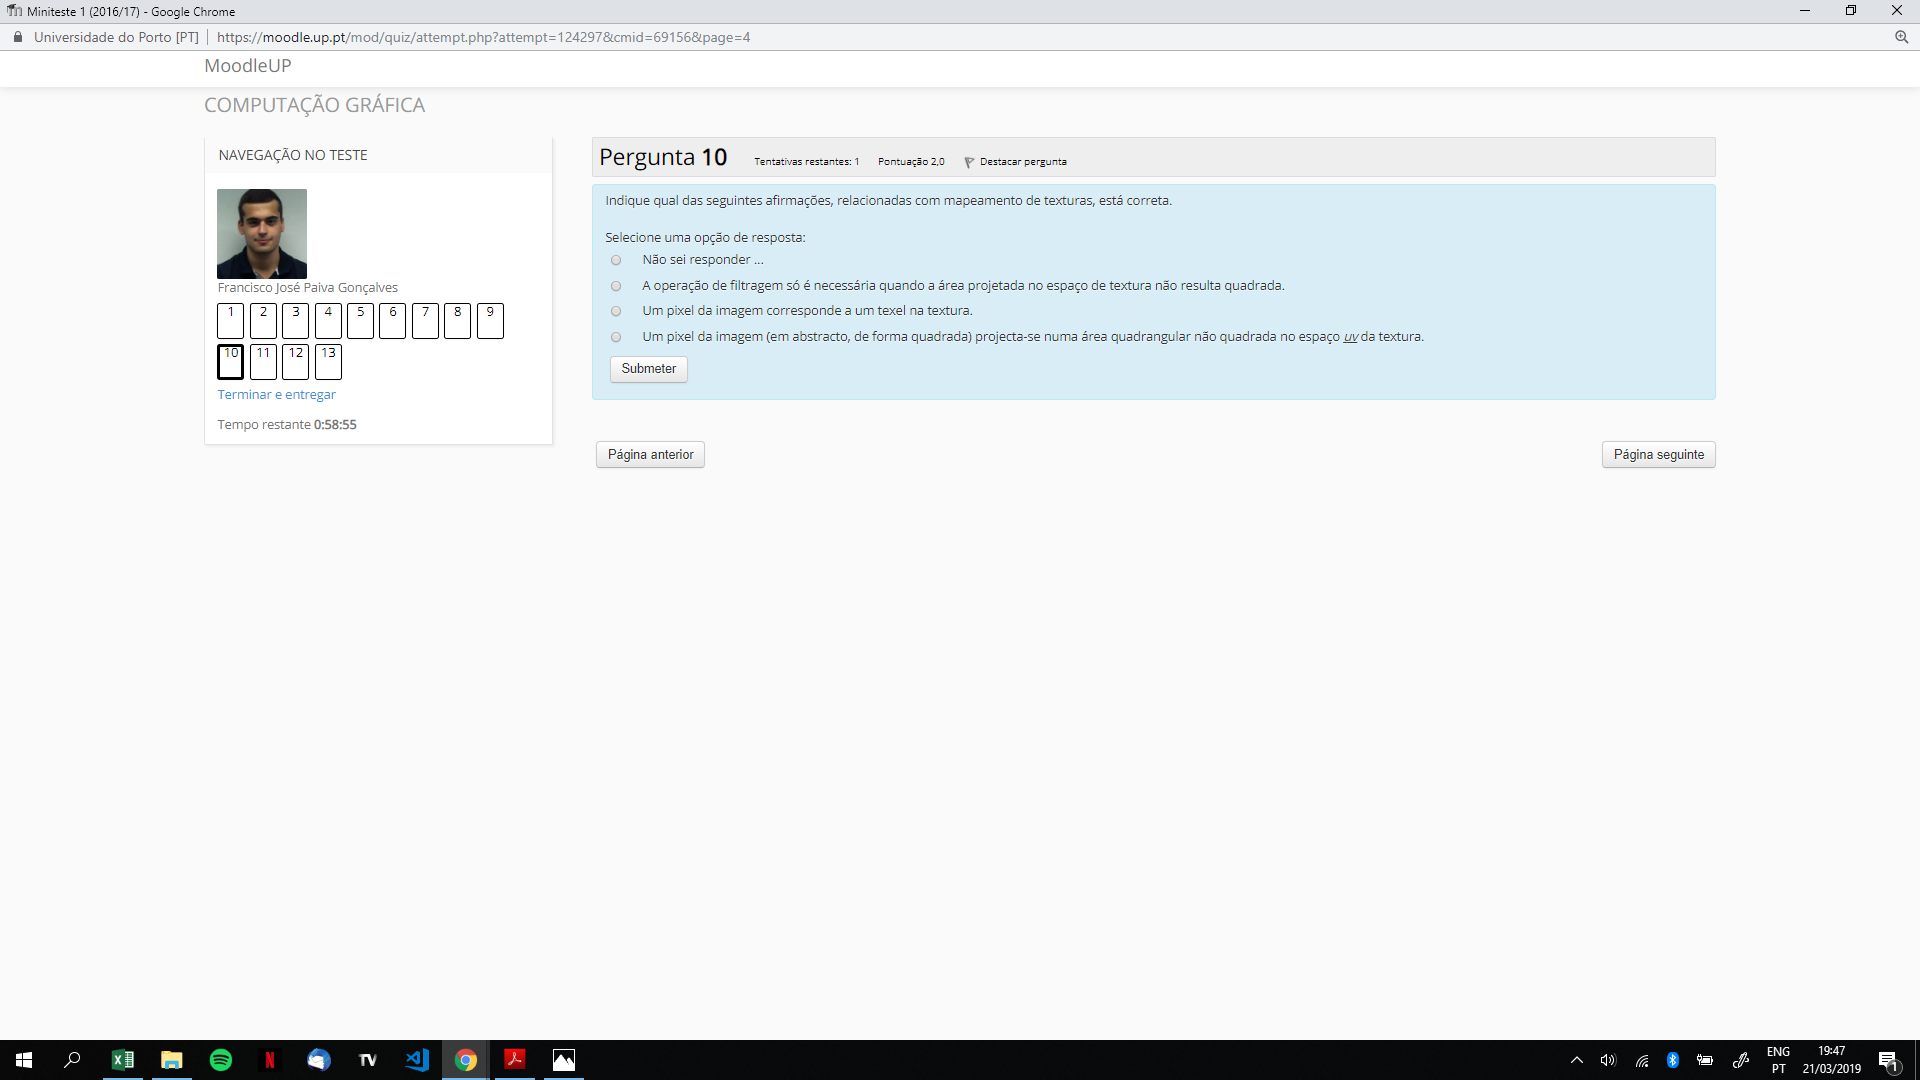 Miniteste 1 (2016/17) - Google Chrome
Universidade do Porto [PT] | https://moodle.up.pt/mod/quiz/attempt.php?attempt=124297&cmid=69156&page=4
MoodleUP
COMPUTAÇÃO GRÁFICA
NAVEGAÇÃO NO TESTE
Francisco José Paiva Gonçalves
1 2 3 4 5 6 7 8 9
10 11 12 13
Terminar e entregar
Tempo restante 0:58:55
Pergunta 10 Tentativas restantes: 1 Pontuação 2,0 Destacar pergunta
Indique qual das seguintes afirmações, relacionadas com mapeamento de texturas, está correta.
Selecione uma opção de resposta:
Não sei responder ...
A operação de filtragem só é necessária quando a área projetada no espaço de textura não resulta quadrada.
Um pixel da imagem corresponde a um texel na textura.
Um pixel da imagem (em abstracto, de forma quadrada) projecta-se numa área quadrangular não quadrada no espaço uv da textura.
Submeter
Página anterior
Página seguinte
N TV
ENG 19:47
PT 21/03/2019
1